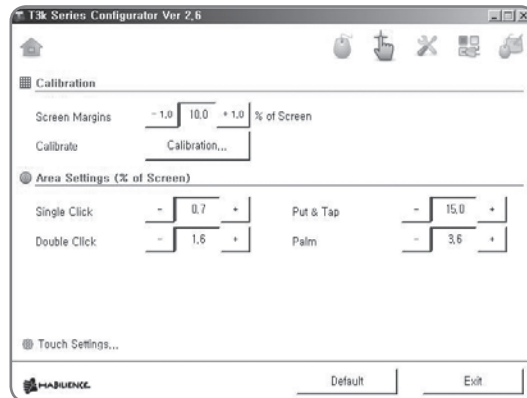 T3k Series Configurator Ver 2,6
Calibration
Screen Margins - 1,0 10,0 + 1,0 % of Screen
Calibrate Calibration,,,
Area Settings (% of Screen)
Single Click - 0,7 + Put & Tap - 15,0 +
Double Click - 1,6 + Palm - 3,6 +
Touch Settings,,,
HABILIENCE Default Exit